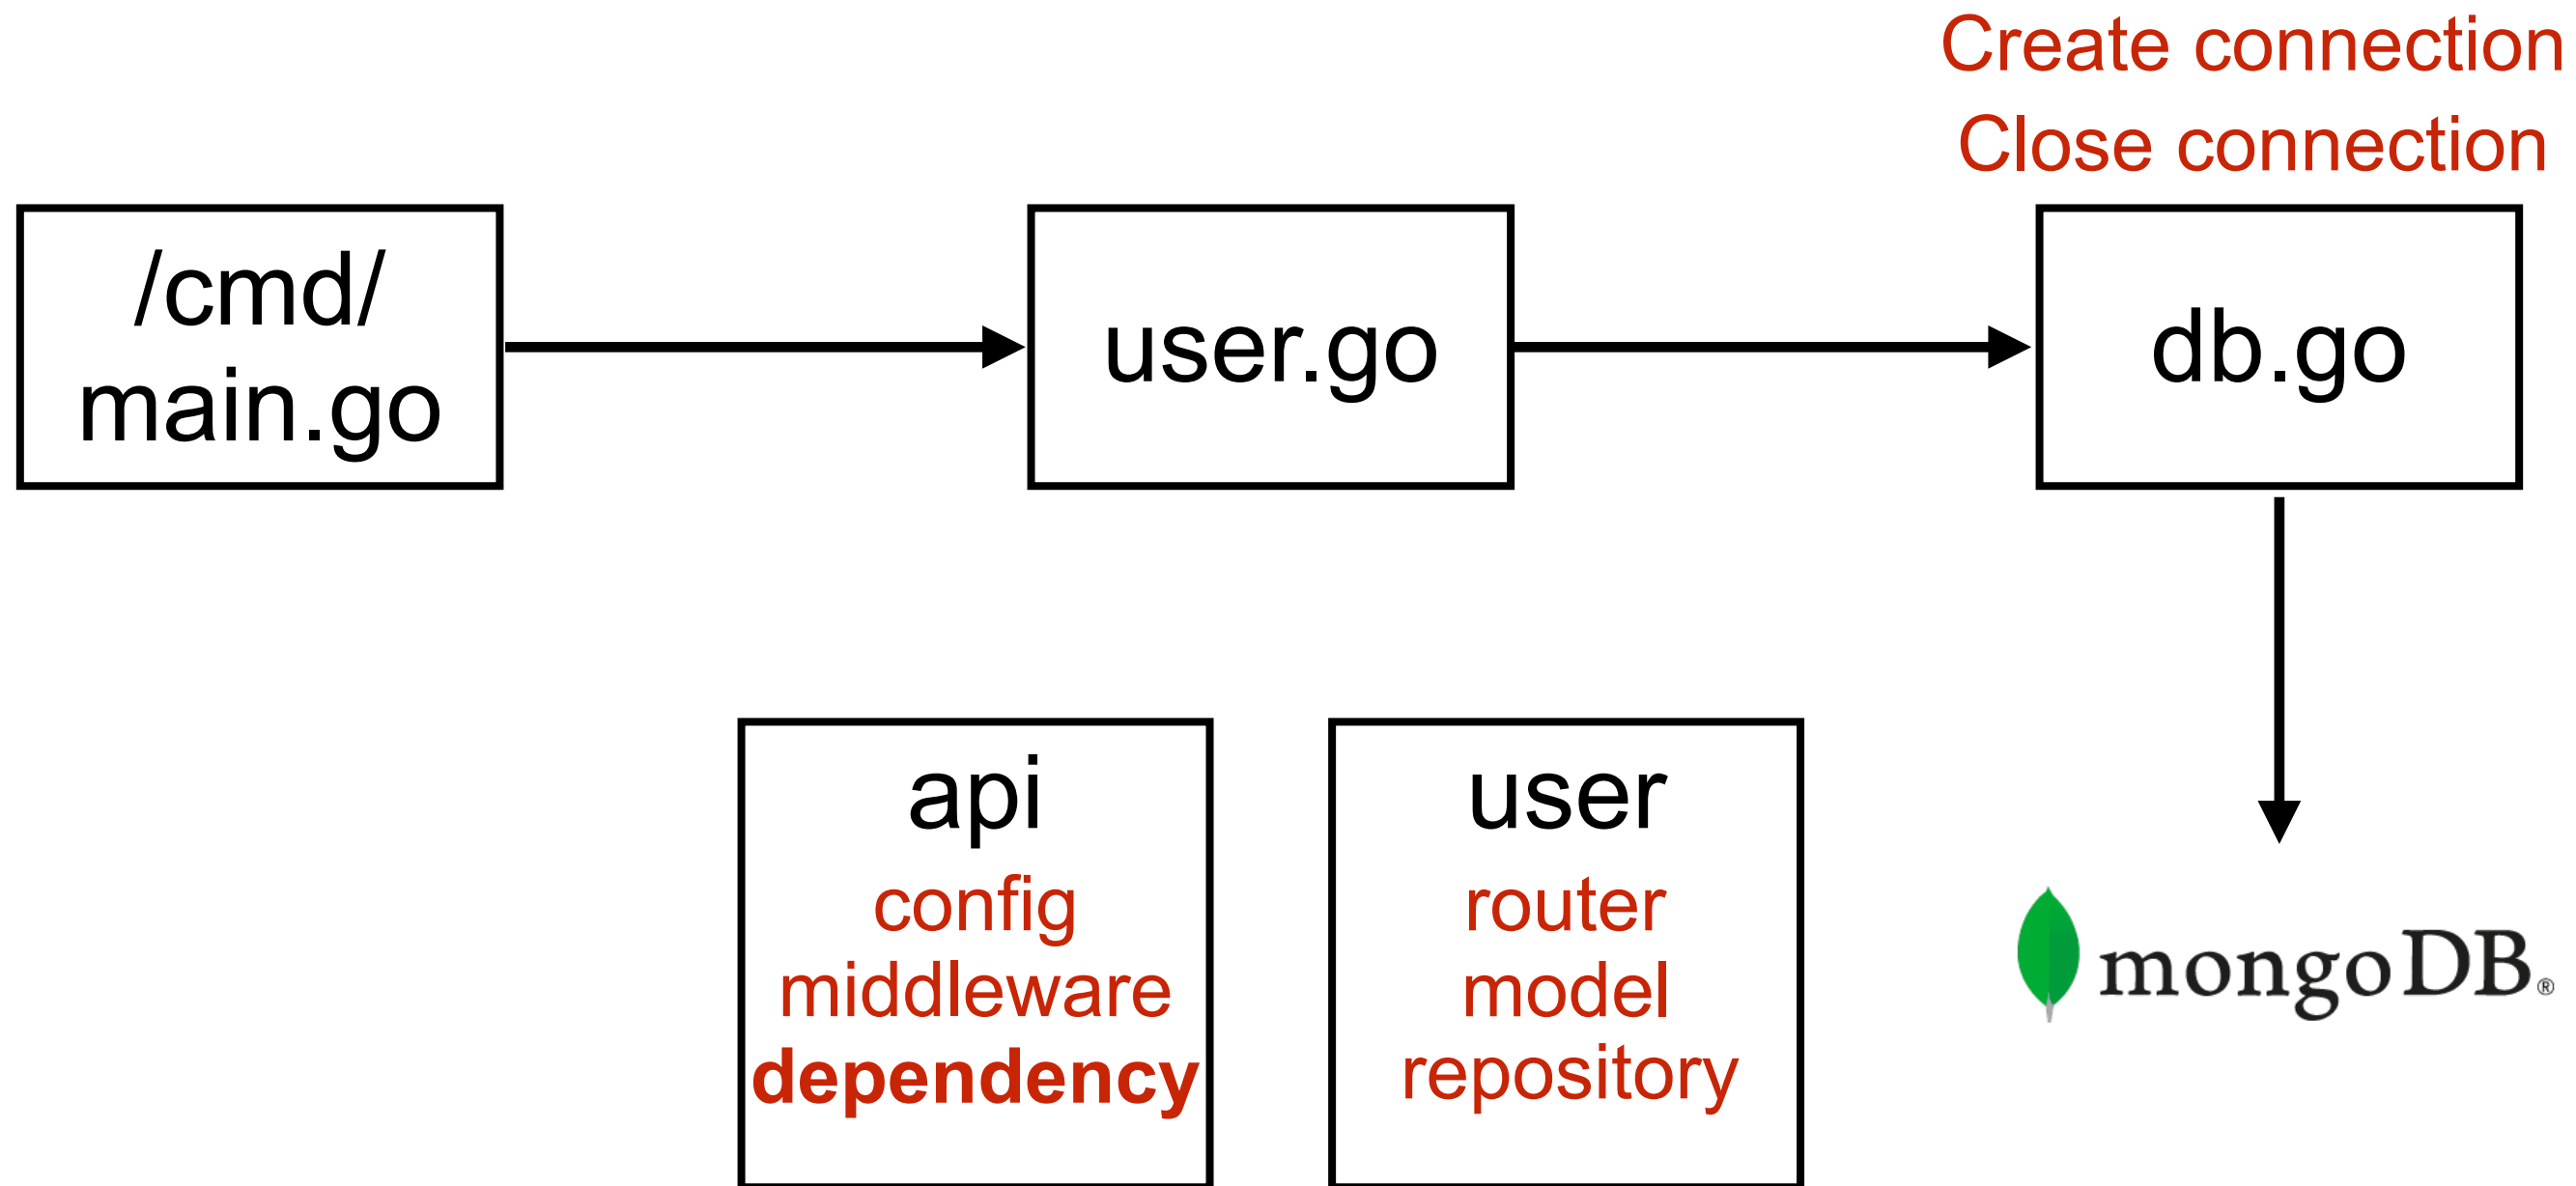 Create connection
Close connection
/cmd/
main.go
user.go
db.go
api
config
middleware
dependency
user
router
model
repository
mongoDB®